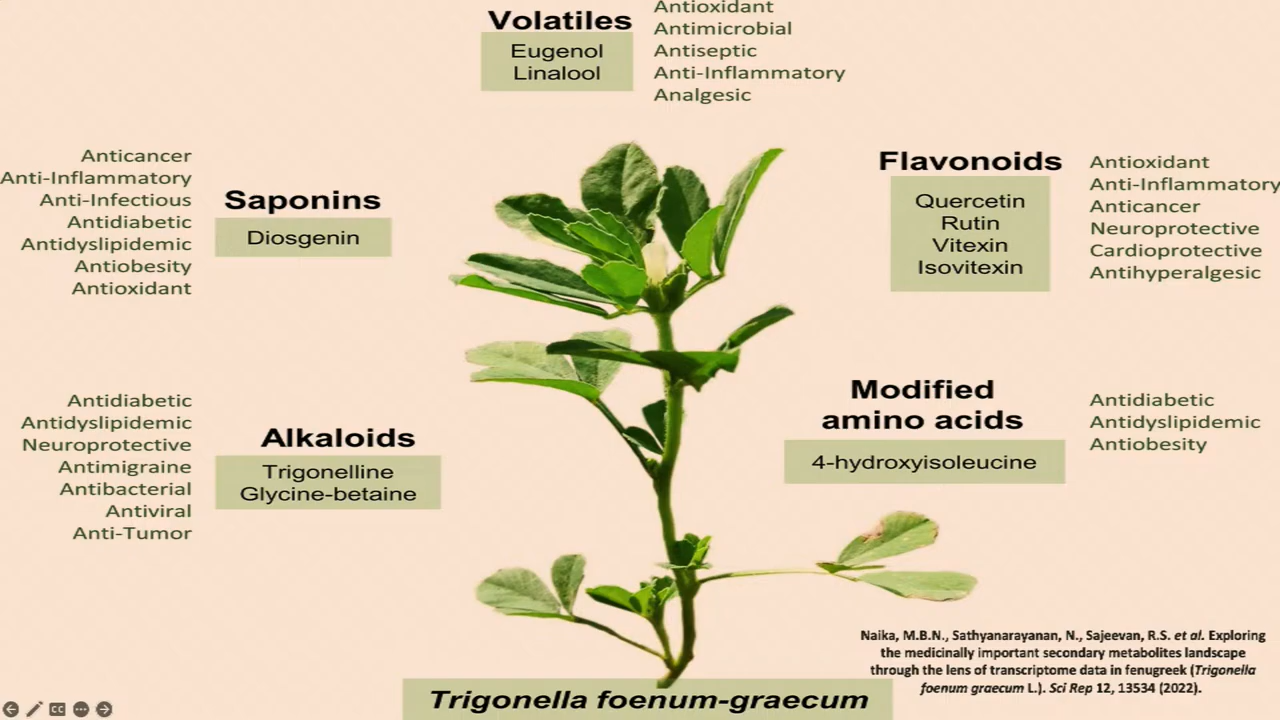 Volatiles
Eugenol
Linalool
Antioxidant
Antimicrobial
Antiseptic
Anti-Inflammatory
Analgesic
Anticancer
Anti-Inflammatory
Anti-Infectious
Antidiabetic
Antidyslipidemic
Antiobesity
Antioxidant
Saponins
Diosgenin
Flavonoids
Quercetin
Rutin
Vitexin
Isovitexin
Antioxidant
Anti-Inflammatory
Anticancer
Neuroprotective
Cardioprotective
Antihyperalgesic
Antidiabetic
Antidyslipidemic
Neuroprotective
Antimigraine
Antibacterial
Antiviral
Anti-Tumor
Alkaloids
Trigonelline
Glycine-betaine
Modified
amino acids
4-hydroxyisoleucine
Antidiabetic
Antidyslipidemic
Antiobesity
Naika, M.B.N., Sathyanarayanan, N., Sajeevan, R.S. et al. Exploring
the medicinally important secondary metabolites landscape
through the lens of transcriptome data in fenugreek (Trigonella
foenum graecum L.). Sci Rep 12, 13534 (2022).
Trigonella foenum-graecum
CC